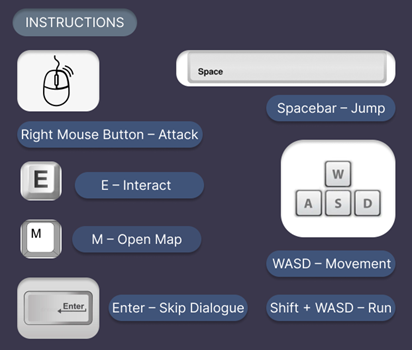 INSTRUCTIONS
Space
Spacebar – Jump
Right Mouse Button – Attack
E
E – Interact
W
A S D
M
M – Open Map
WASD – Movement
Enter
Enter – Skip Dialogue
Shift + WASD – Run